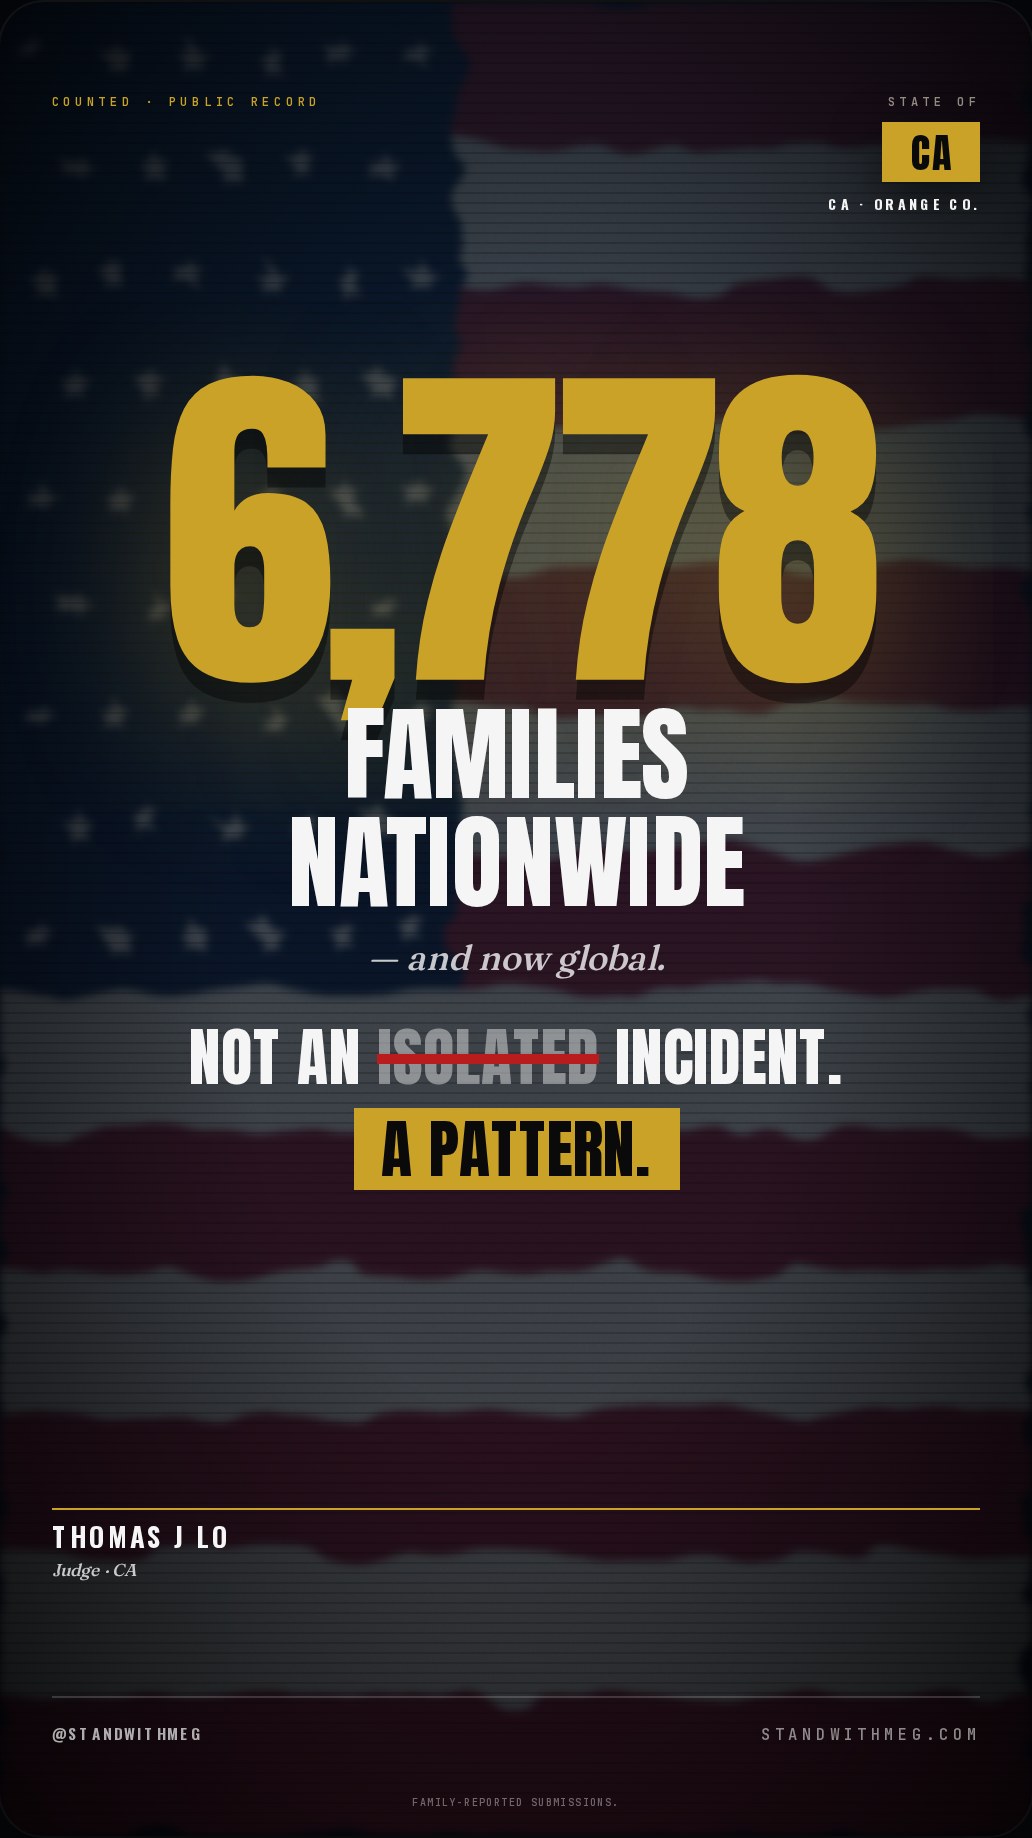 COUNTED · PUBLIC RECORD
STATE OF
CA
CA · ORANGE CO.
6,778
FAMILIES
NATIONWIDE
— and now global.
NOT AN ISOLATED INCIDENT.
A PATTERN.
THOMAS J LO
Judge · CA
@STANDWITHMEG
STANDWITHMEG.COM
FAMILY-REPORTED SUBMISSIONS.